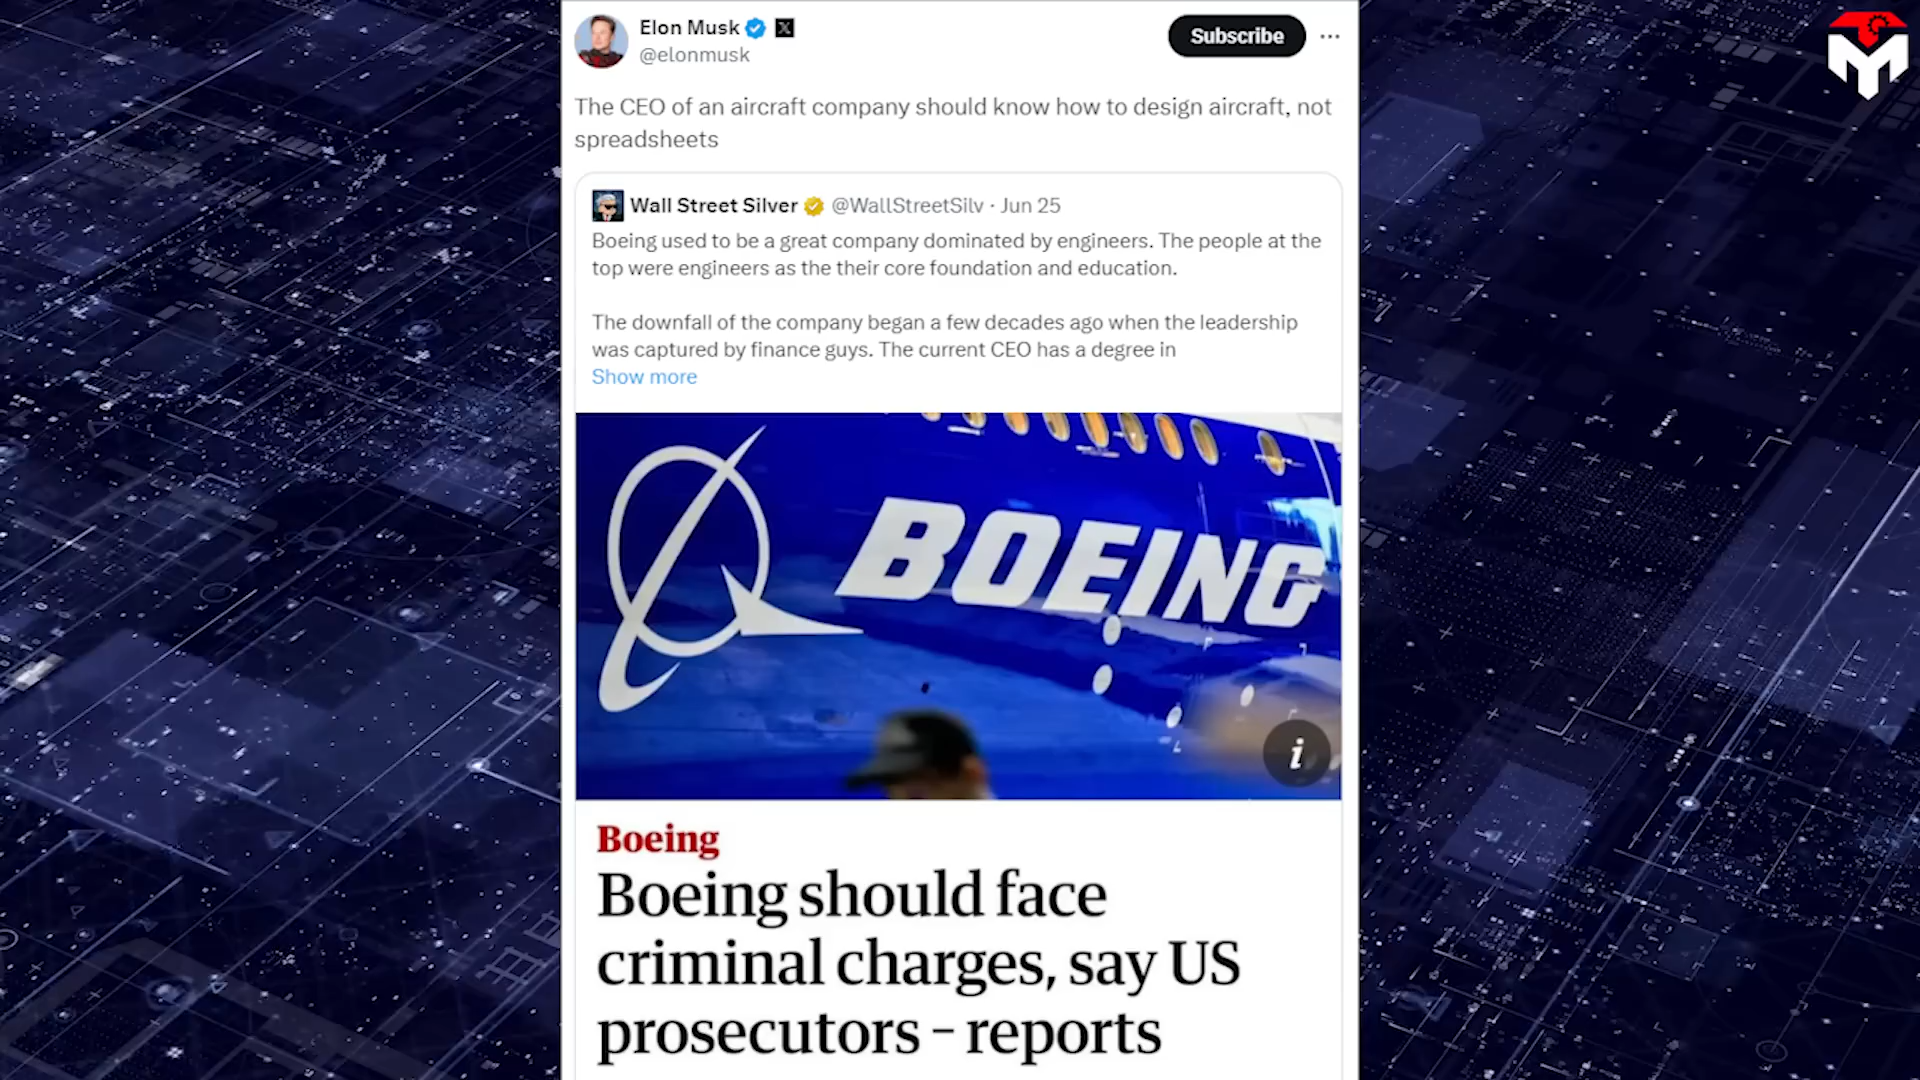 Elon Musk
@elonmusk
Subscribe
The CEO of an aircraft company should know how to design aircraft, not
spreadsheets
Wall Street Silver @WallStreetSilv · Jun 25
Boeing used to be a great company dominated by engineers. The people at the
top were engineers as the their core foundation and education.
The downfall of the company began a few decades ago when the leadership
was captured by finance guys. The current CEO has a degree in
Show more
BOEING
i
Boeing
Boeing should face
criminal charges, say US
prosecutors – reports